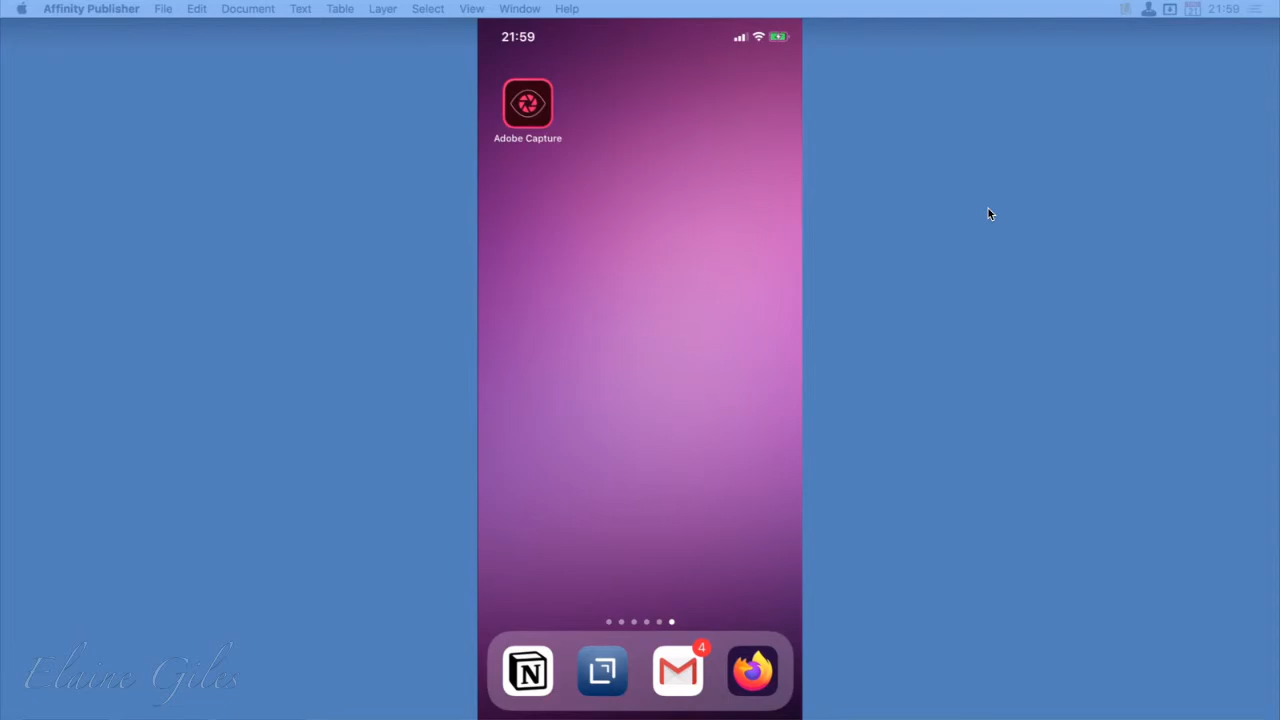 Affinity Publisher File Edit Document Text Table Layer Select View Window Help 21:59
21:59
Adobe Capture
4
N
Elaine Giles